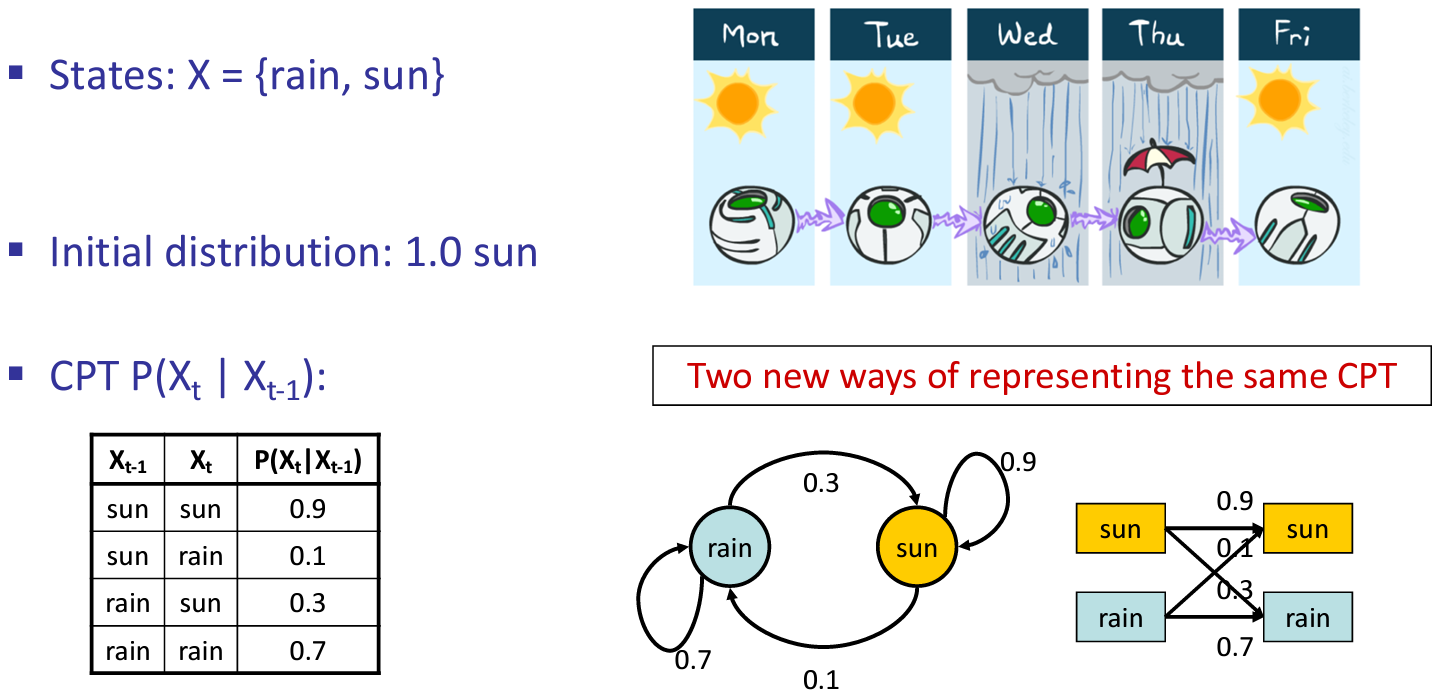 ▪ States: X = {rain, sun}
▪ Initial distribution: 1.0 sun
▪ CPT P(Xt | Xt-1):
Xt-1 Xt P(Xt|Xt-1)
sun sun 0.9
sun rain 0.1
rain sun 0.3
rain rain 0.7
Mon Tue Wed Thu Fri
Two new ways of representing the same CPT
0.3
0.9
rain
sun
0.7
0.1
0.9
sun
sun
0.1
0.3
rain
rain
0.7